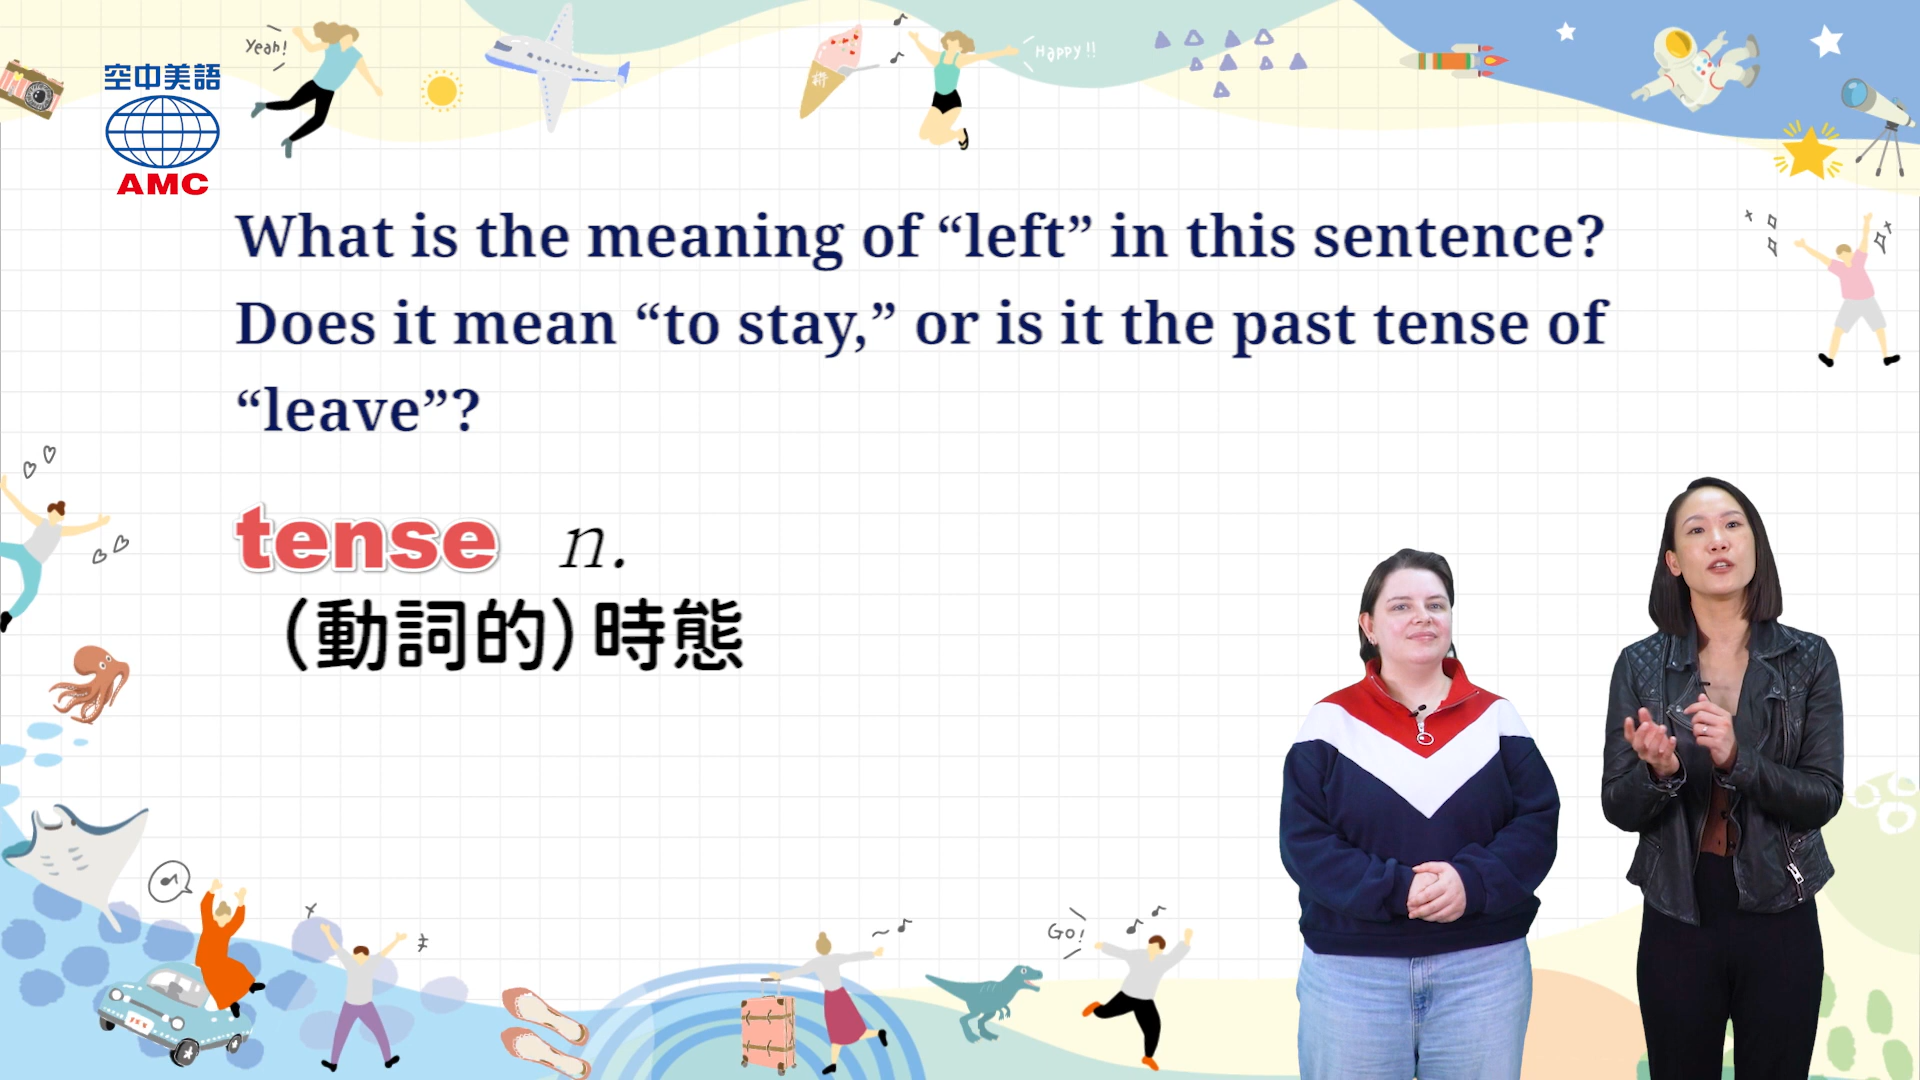 Yeah!
Happy!!
空中美語
AMC
What is the meaning of “left” in this sentence?
Does it mean “to stay,” or is it the past tense of
“leave”?
tense n.
(動詞的)時態
Go!